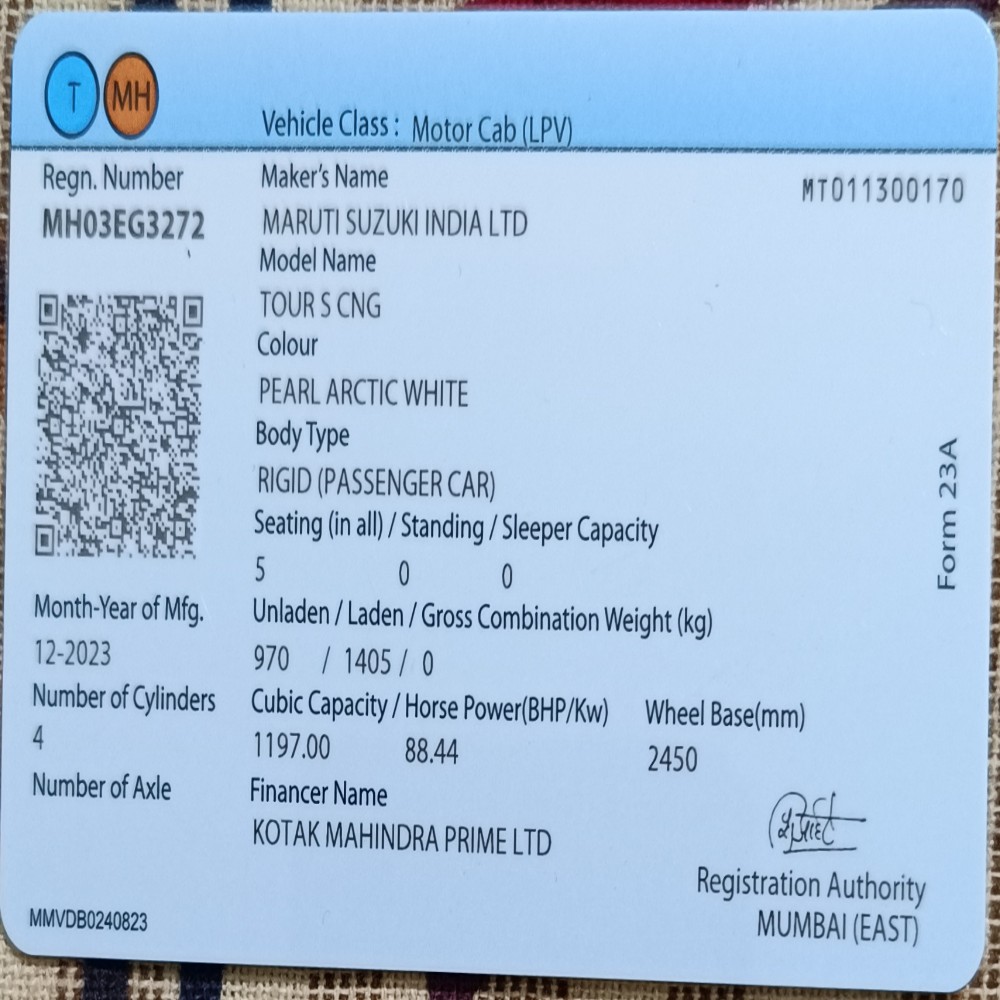 T MH
Vehicle Class : Motor Cab (LPV)
Regn. Number
MH03EG3272
Maker's Name
MARUTI SUZUKI INDIA LTD
MT011300170
Model Name
TOUR S CNG
Colour
PEARL ARCTIC WHITE
Body Type
RIGID (PASSENGER CAR)
Seating (in all) / Standing / Sleeper Capacity
5 0 0
Form 23A
Month-Year of Mfg.
12-2023
Unladen / Laden / Gross Combination Weight (kg)
970 / 1405 / 0
Number of Cylinders
4
Cubic Capacity / Horse Power(BHP/Kw)
1197.00 88.44
Wheel Base(mm)
2450
Number of Axle
Financer Name
KOTAK MAHINDRA PRIME LTD
Registration Authority
MUMBAI (EAST)
MMVDB0240823